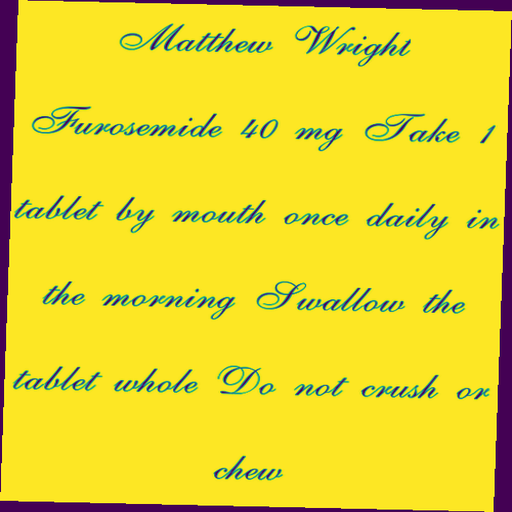 Matthew Wright
Furosemide 40 mg Take 1
tablet by mouth once daily in
the morning Swallow the
tablet whole Do not crush or
chew